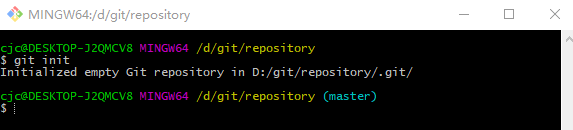 MINGW64:/d/git/repository
cjc@DESKTOP-J2QMCV8 MINGW64 /d/git/repository
$ git init
Initialized empty Git repository in D:/git/repository/.git/
cjc@DESKTOP-J2QMCV8 MINGW64 /d/git/repository (master)
$